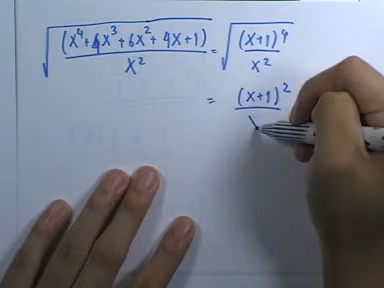 √((x⁴+4x³+6x²+4x+1)/x²) = √((x+1)⁴/x²)
= (x+1)²/